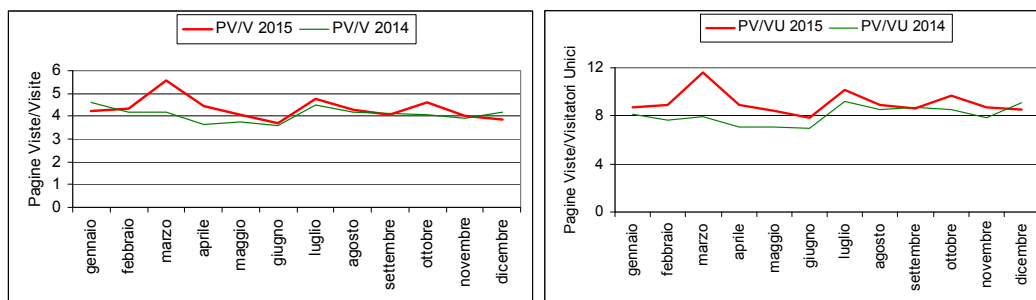 PV/V 2015 PV/V 2014
Pagine Viste/Visite
6
5
4
3
2
1
0
gennaio
febbraio
marzo
aprile
maggio
giugno
luglio
agosto
settembre
ottobre
novembre
dicembre
PV/VU 2015 PV/VU 2014
Pagine Viste/Visitatori Unici
12
8
4
0
gennaio
febbraio
marzo
aprile
maggio
giugno
luglio
agosto
settembre
ottobre
novembre
dicembre